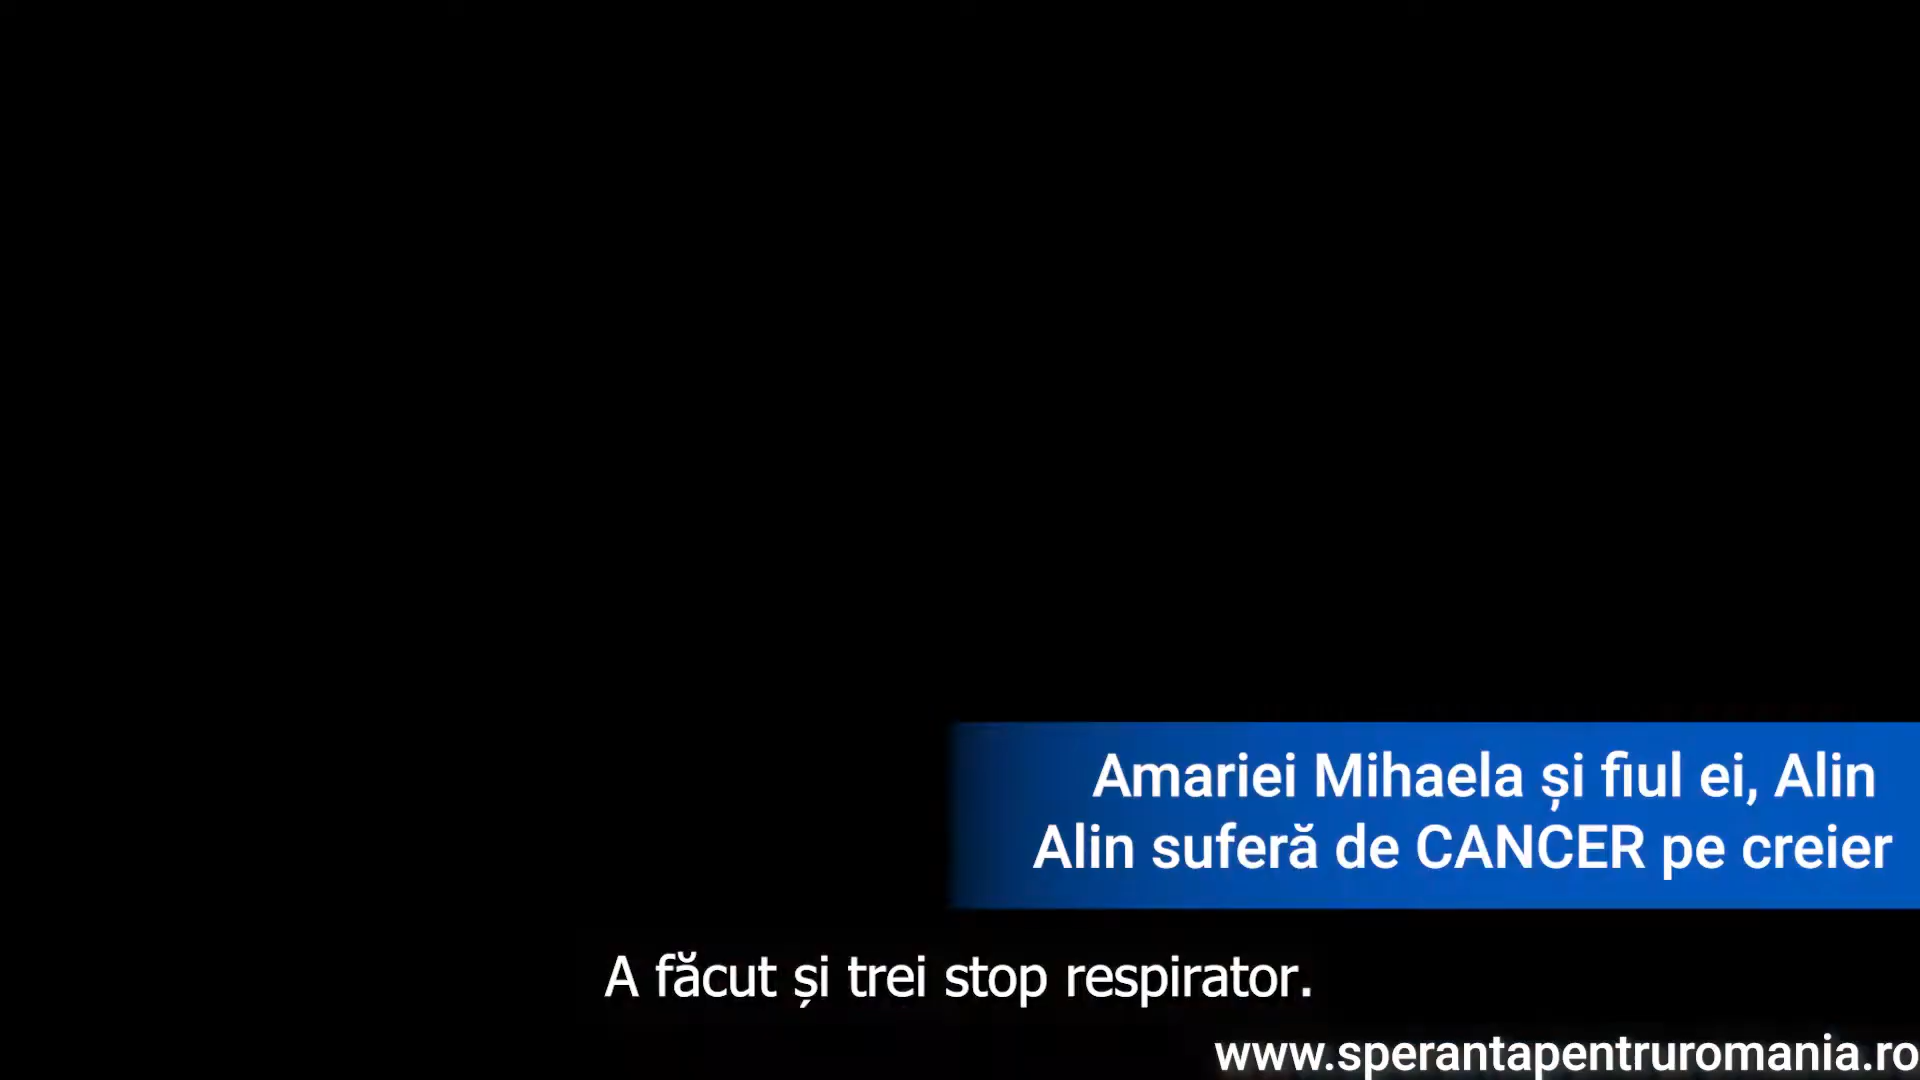 Amariei Mihaela și fiul ei, Alin
Alin suferă de CANCER pe creier
A făcut și trei stop respirator.
www.sperantapentruromania.ro